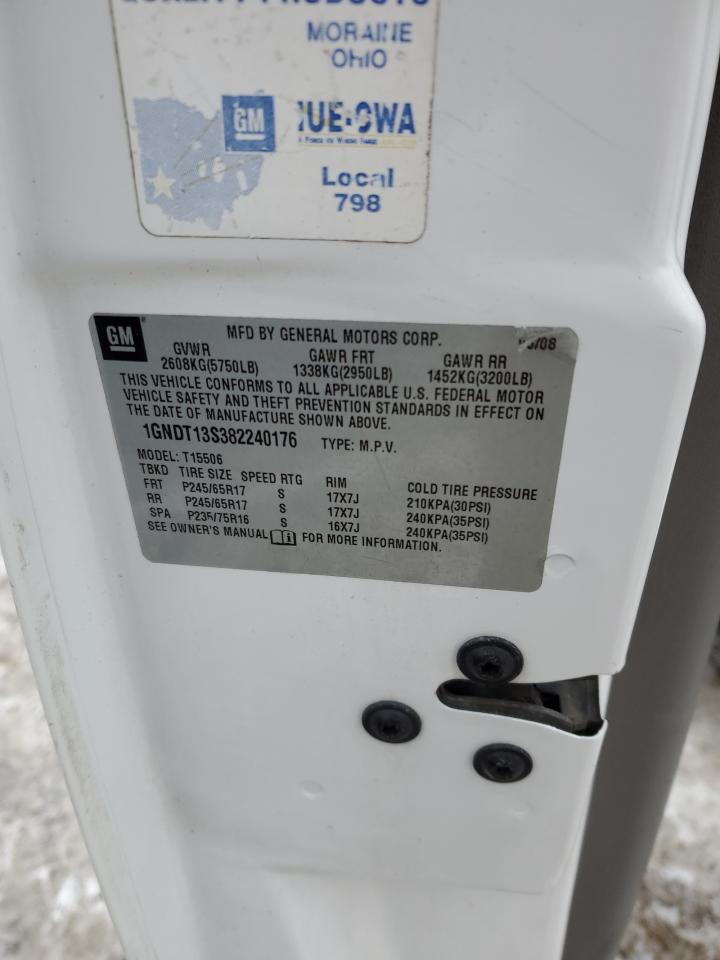 QUALITY PRODUCTS
MORAINE
OHIO
GM
IUE-CWA
Local
798
GM
MFD BY GENERAL MOTORS CORP.
/08
GVWR GAWR FRT GAWR RR
2608KG(5750LB) 1338KG(2950LB) 1452KG(3200LB)
THIS VEHICLE CONFORMS TO ALL APPLICABLE U.S. FEDERAL MOTOR
VEHICLE SAFETY AND THEFT PREVENTION STANDARDS IN EFFECT ON
THE DATE OF MANUFACTURE SHOWN ABOVE.
1GNDT13S382240176 TYPE: M.P.V.
MODEL: T15506
TBKD TIRE SIZE SPEED RTG RIM COLD TIRE PRESSURE
FRT P245/65R17 S 17X7J 210KPA(30PSI)
RR P245/65R17 S 17X7J 240KPA(35PSI)
SPA P235/75R16 S 16X7J 240KPA(35PSI)
SEE OWNER'S MANUAL FOR MORE INFORMATION.